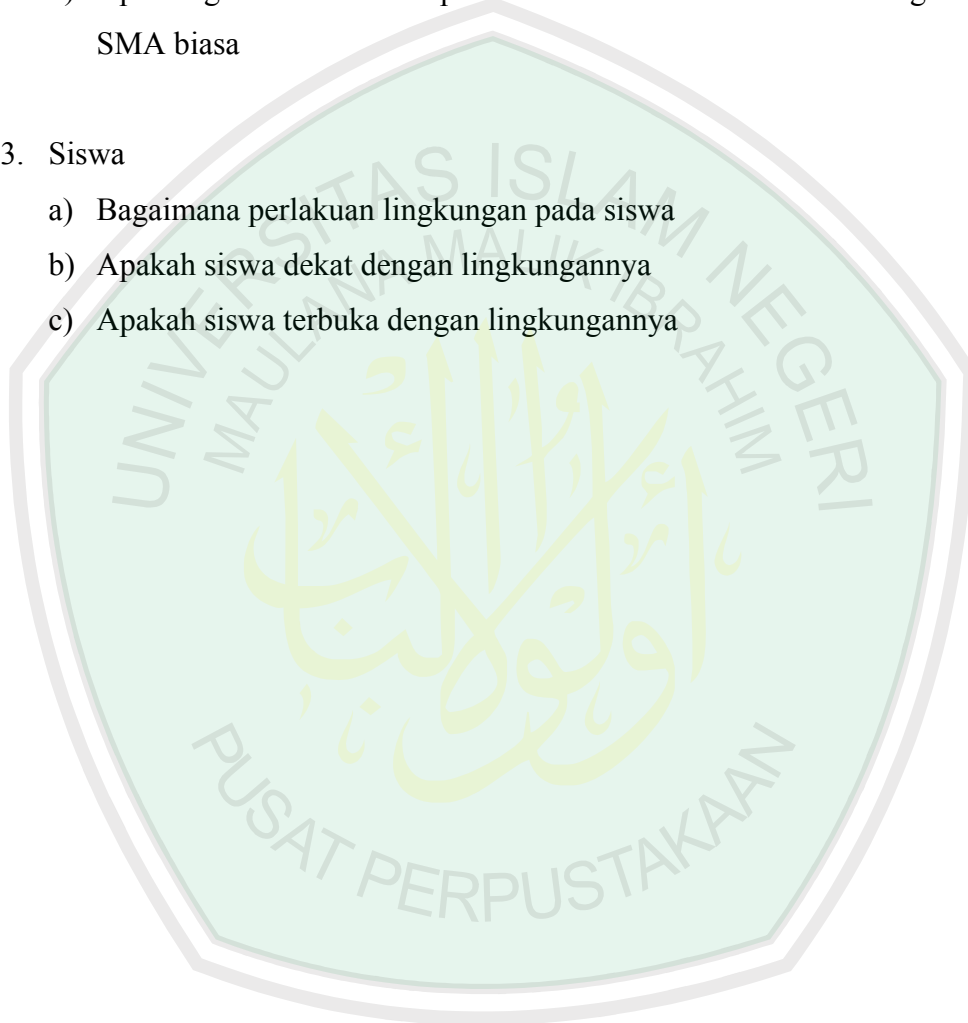 SMA biasa
3. Siswa
a) Bagaimana perlakuan lingkungan pada siswa
b) Apakah siswa dekat dengan lingkungannya
c) Apakah siswa terbuka dengan lingkungannya
UNIVERSITAS ISLAM NEGERI
MAULANA MALIK IBRAHIM
PUSAT PERPUSTAKAAN